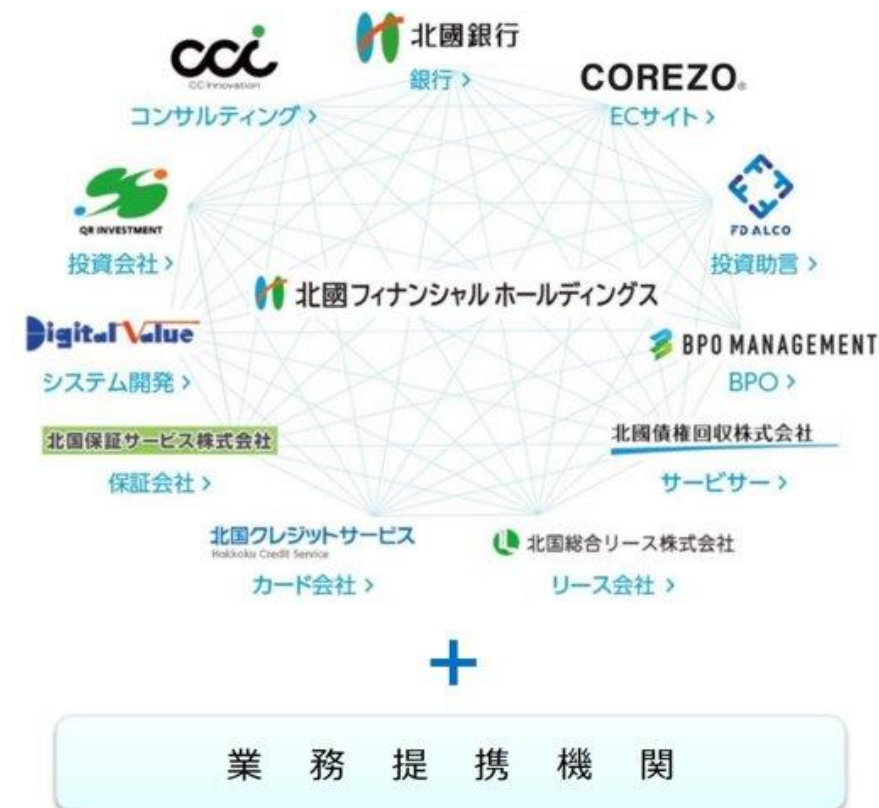 北國銀行
銀行 >
CCi
CC Innovation
コンサルティング >
COREZO®
ECサイト >
QR INVESTMENT
投資会社 >
FD ALCO
投資助言 >
北國フィナンシャルホールディングス
Digital Value
システム開発 >
BPO MANAGEMENT
BPO >
北国保証サービス株式会社
保証会社 >
北國債権回収株式会社
サービサー >
北国クレジットサービス
Hokkoku Credit Service
カード会社 >
北国総合リース株式会社
リース会社 >
+
業務提携機関